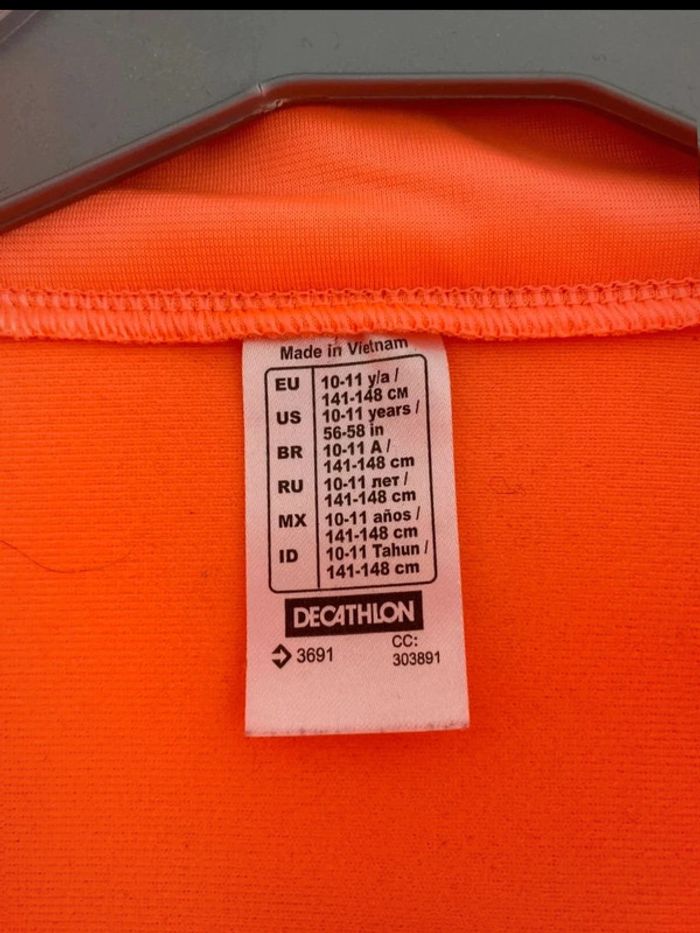 Made in Vietnam
EU 10-11 y/a /
141-148 CM
US 10-11 years /
56-58 in
BR 10-11 A /
141-148 cm
RU 10-11 лет /
141-148 cm
MX 10-11 años /
141-148 cm
ID 10-11 Tahun /
141-148 cm
DECATHLON
3691
CC:
303891